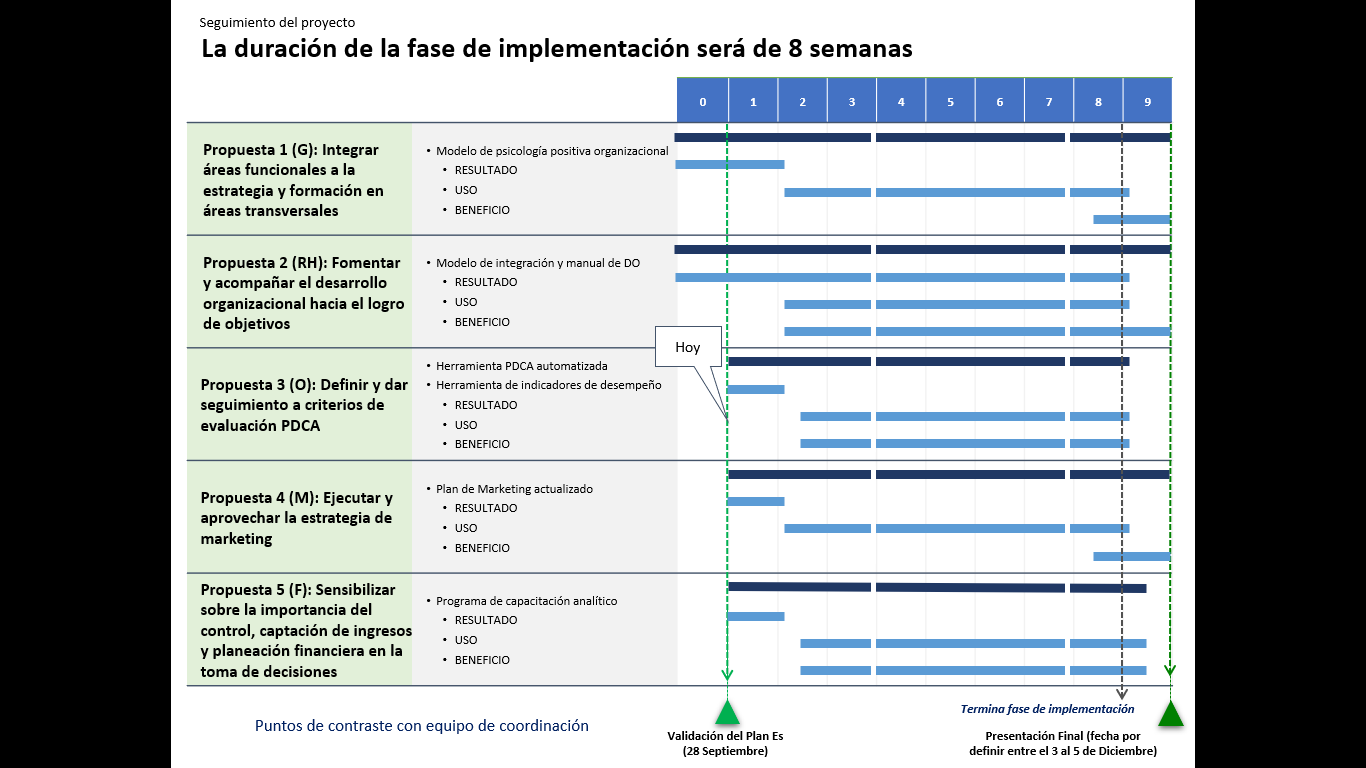 Seguimiento del proyecto
La duración de la fase de implementación será de 8 semanas
0 1 2 3 4 5 6 7 8 9
Propuesta 1 (G): Integrar
áreas funcionales a la
estrategia y formación en
áreas transversales
• Modelo de psicología positiva organizacional
• RESULTADO
• USO
• BENEFICIO
Propuesta 2 (RH): Fomentar
y acompañar el desarrollo
organizacional hacia el logro
de objetivos
• Modelo de integración y manual de DO
• RESULTADO
• USO
• BENEFICIO
Hoy
Propuesta 3 (O): Definir y dar
seguimiento a criterios de
evaluación PDCA
• Herramienta PDCA automatizada
• Herramienta de indicadores de desempeño
• RESULTADO
• USO
• BENEFICIO
Propuesta 4 (M): Ejecutar y
aprovechar la estrategia de
marketing
• Plan de Marketing actualizado
• RESULTADO
• USO
• BENEFICIO
Propuesta 5 (F): Sensibilizar
sobre la importancia del
control, captación de ingresos
y planeación financiera en la
toma de decisiones
• Programa de capacitación analítico
• RESULTADO
• USO
• BENEFICIO
Puntos de contraste con equipo de coordinación
Validación del Plan Es
(28 Septiembre)
Termina fase de implementación
Presentación Final (fecha por
definir entre el 3 al 5 de Diciembre)